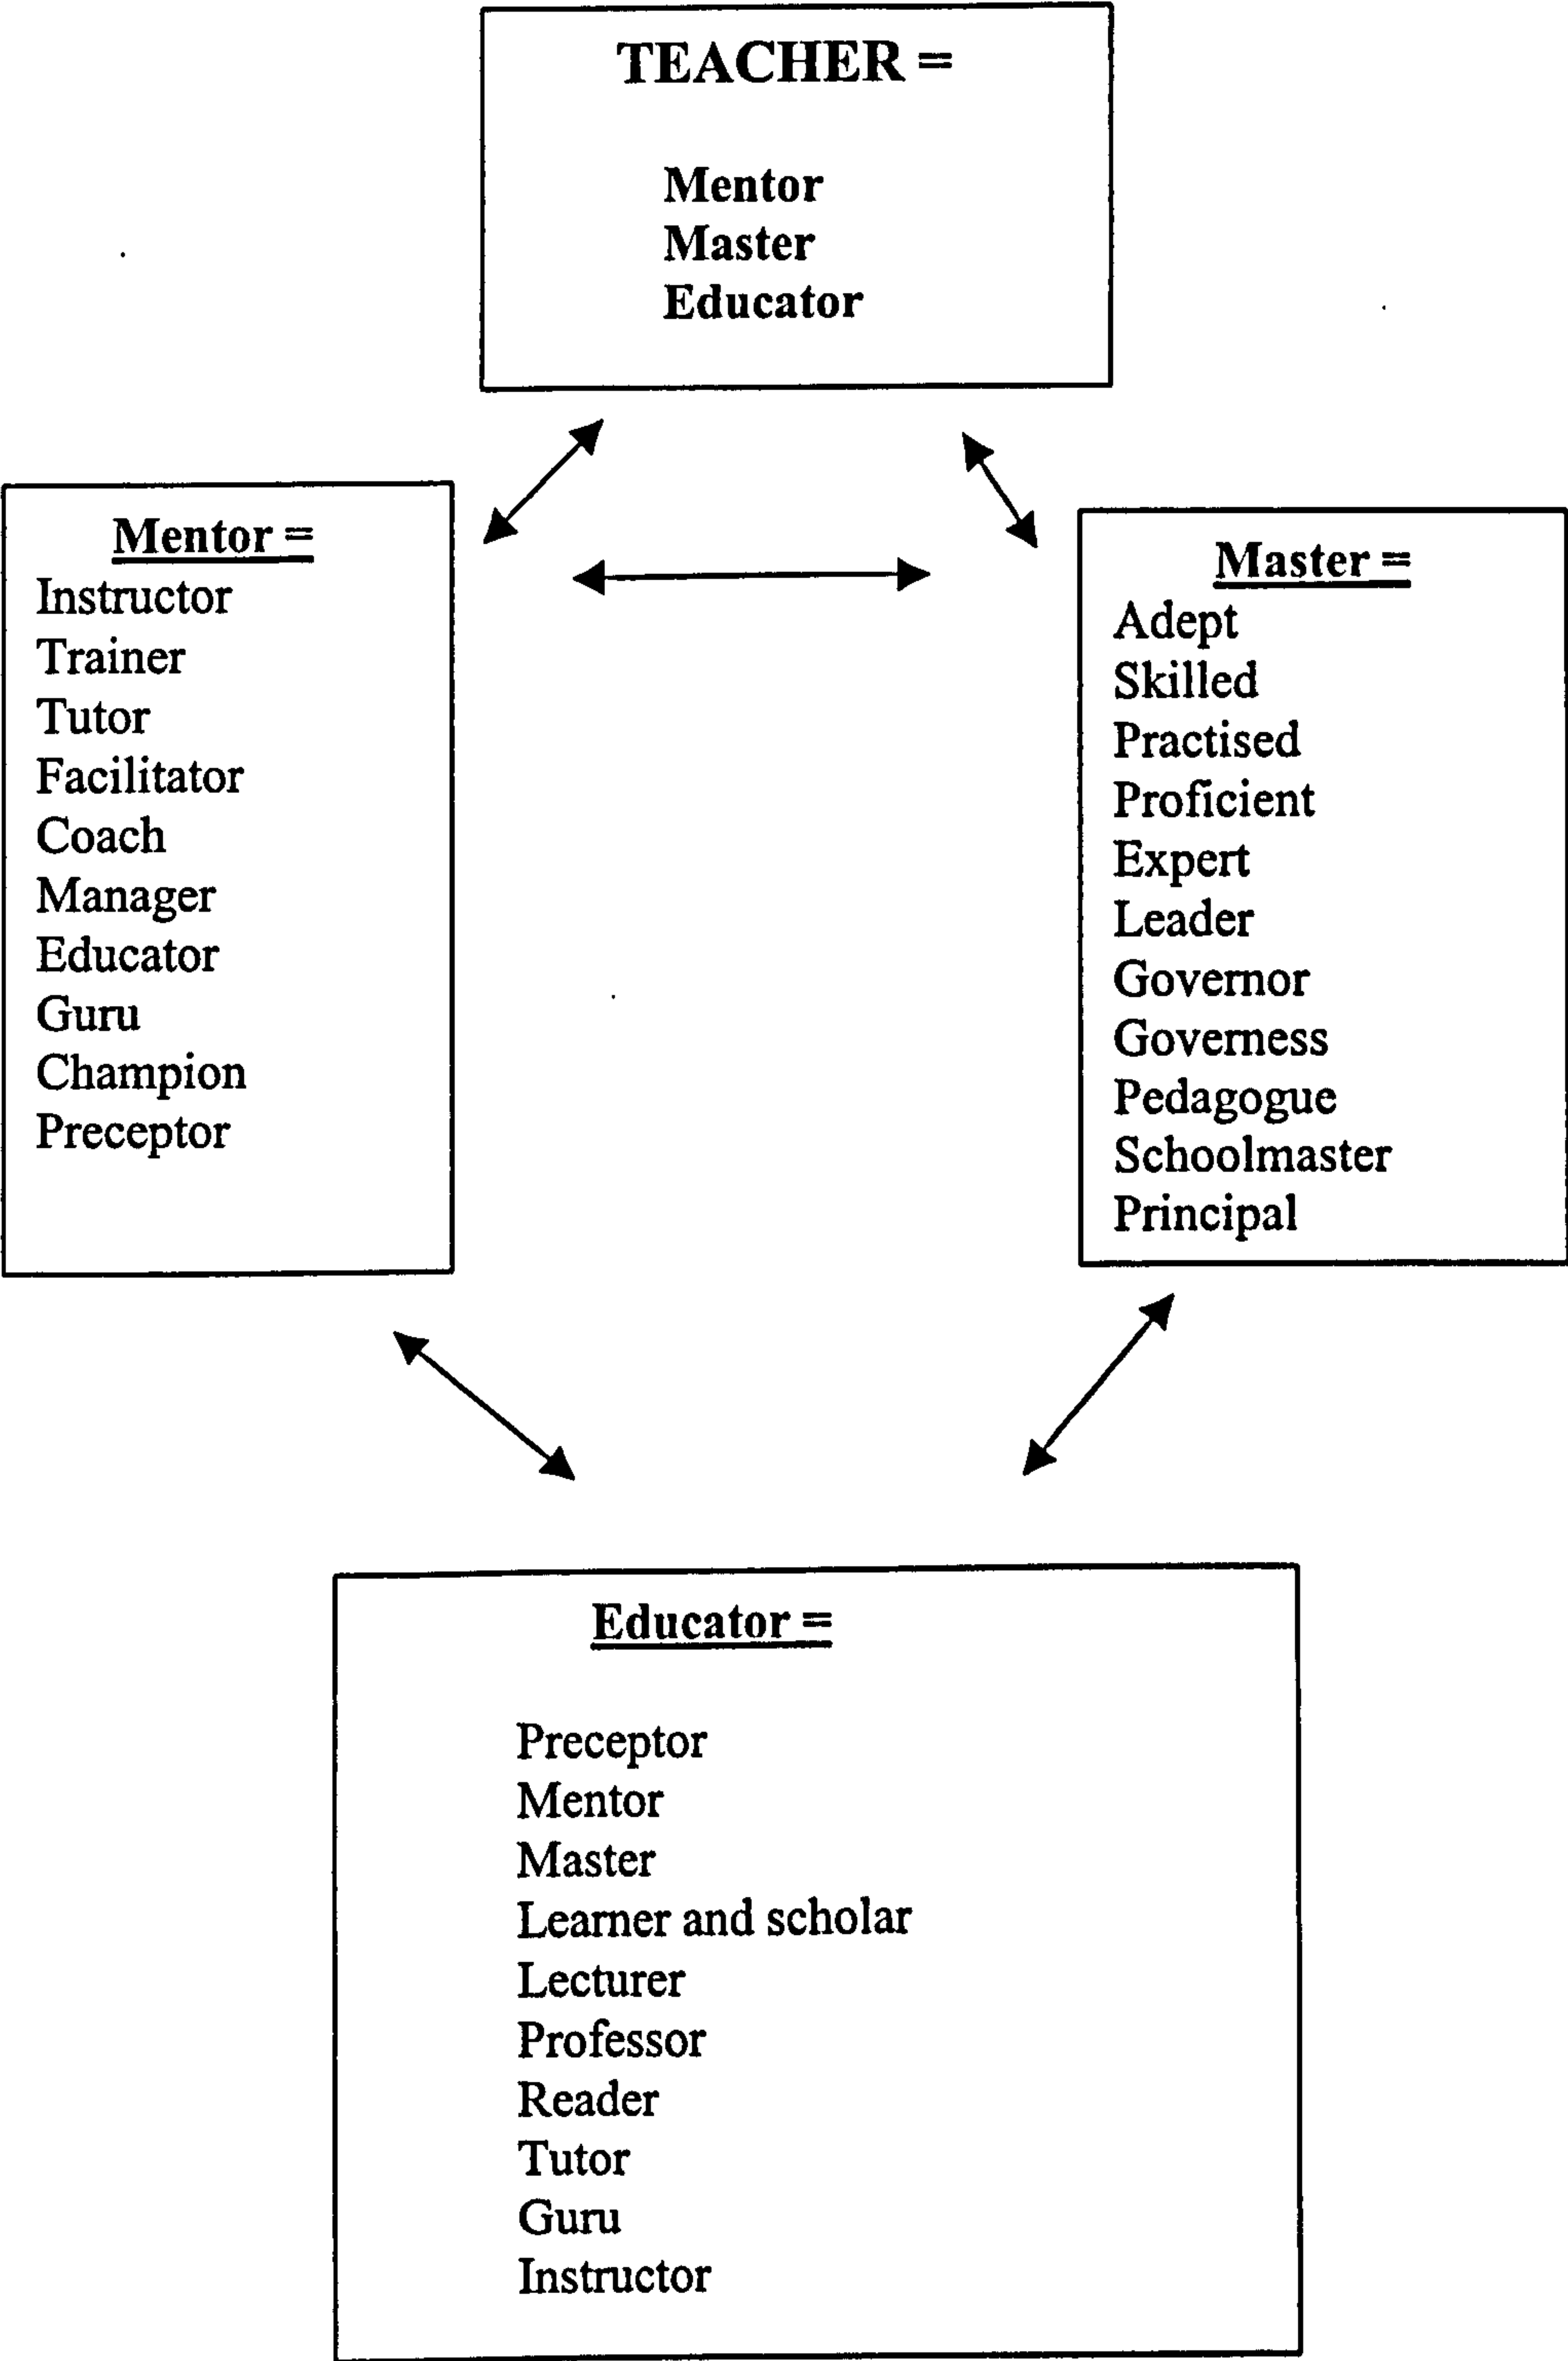 TEACHER =
Mentor
Master
Educator
Mentor =
Instructor
Trainer
Tutor
Facilitator
Coach
Manager
Educator
Guru
Champion
Preceptor
Master =
Adept
Skilled
Practised
Proficient
Expert
Leader
Governor
Governess
Pedagogue
Schoolmaster
Principal
Educator =
Preceptor
Mentor
Master
Learner and scholar
Lecturer
Professor
Reader
Tutor
Guru
Instructor